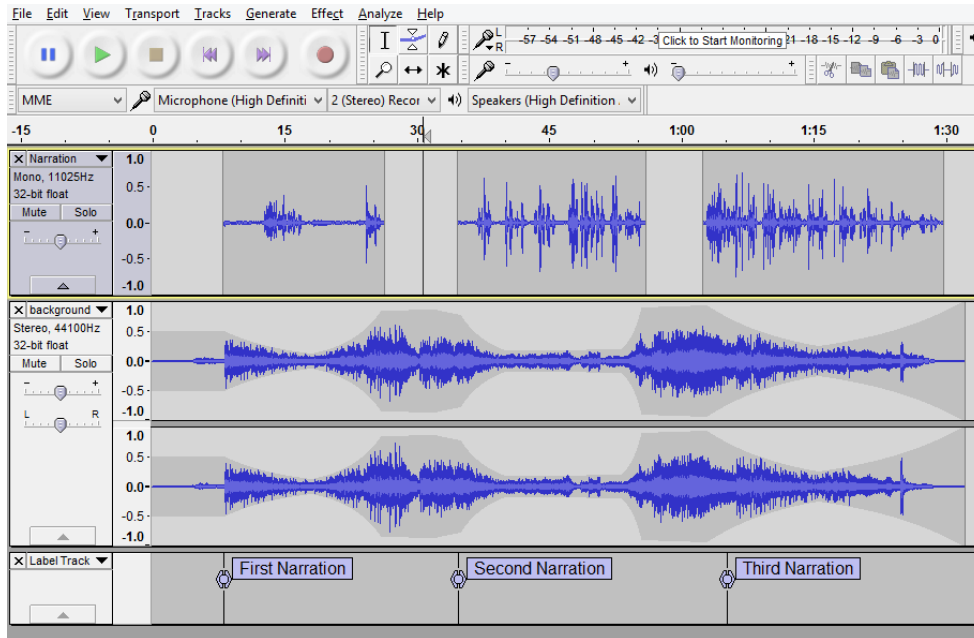 File Edit View Transport Tracks Generate Effect Analyze Help
L
R
-57 -54 -51 -48 -45 -42 -3 Click to Start Monitoring 1 -18 -15 -12 -9 -6 -3 0
MME Microphone (High Definiti 2 (Stereo) Recor Speakers (High Definition .
-15 0 15 30 45 1:00 1:15 1:30
X Narration 1.0
Mono, 11025Hz
32-bit float 0.5
Mute Solo
- + 0.0
-0.5
-1.0
X background 1.0
Stereo, 44100Hz 0.5
32-bit float
Mute Solo 0.0
- + -0.5
L R -1.0
1.0
0.5
0.0
-0.5
-1.0
X Label Track First Narration Second Narration Third Narration